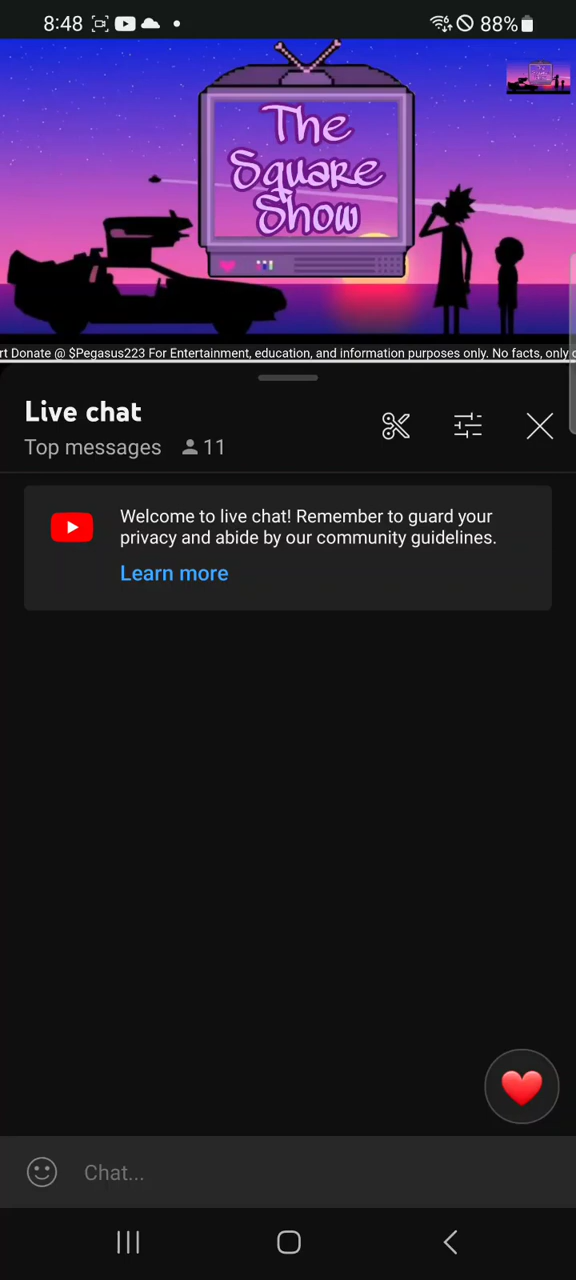 8:48
88%
The
Square
Show
rt Donate @ $Pegasus223 For Entertainment, education, and information purposes only. No facts, only
Live chat
Top messages 11
Welcome to live chat! Remember to guard your
privacy and abide by our community guidelines.
Learn more
Chat...